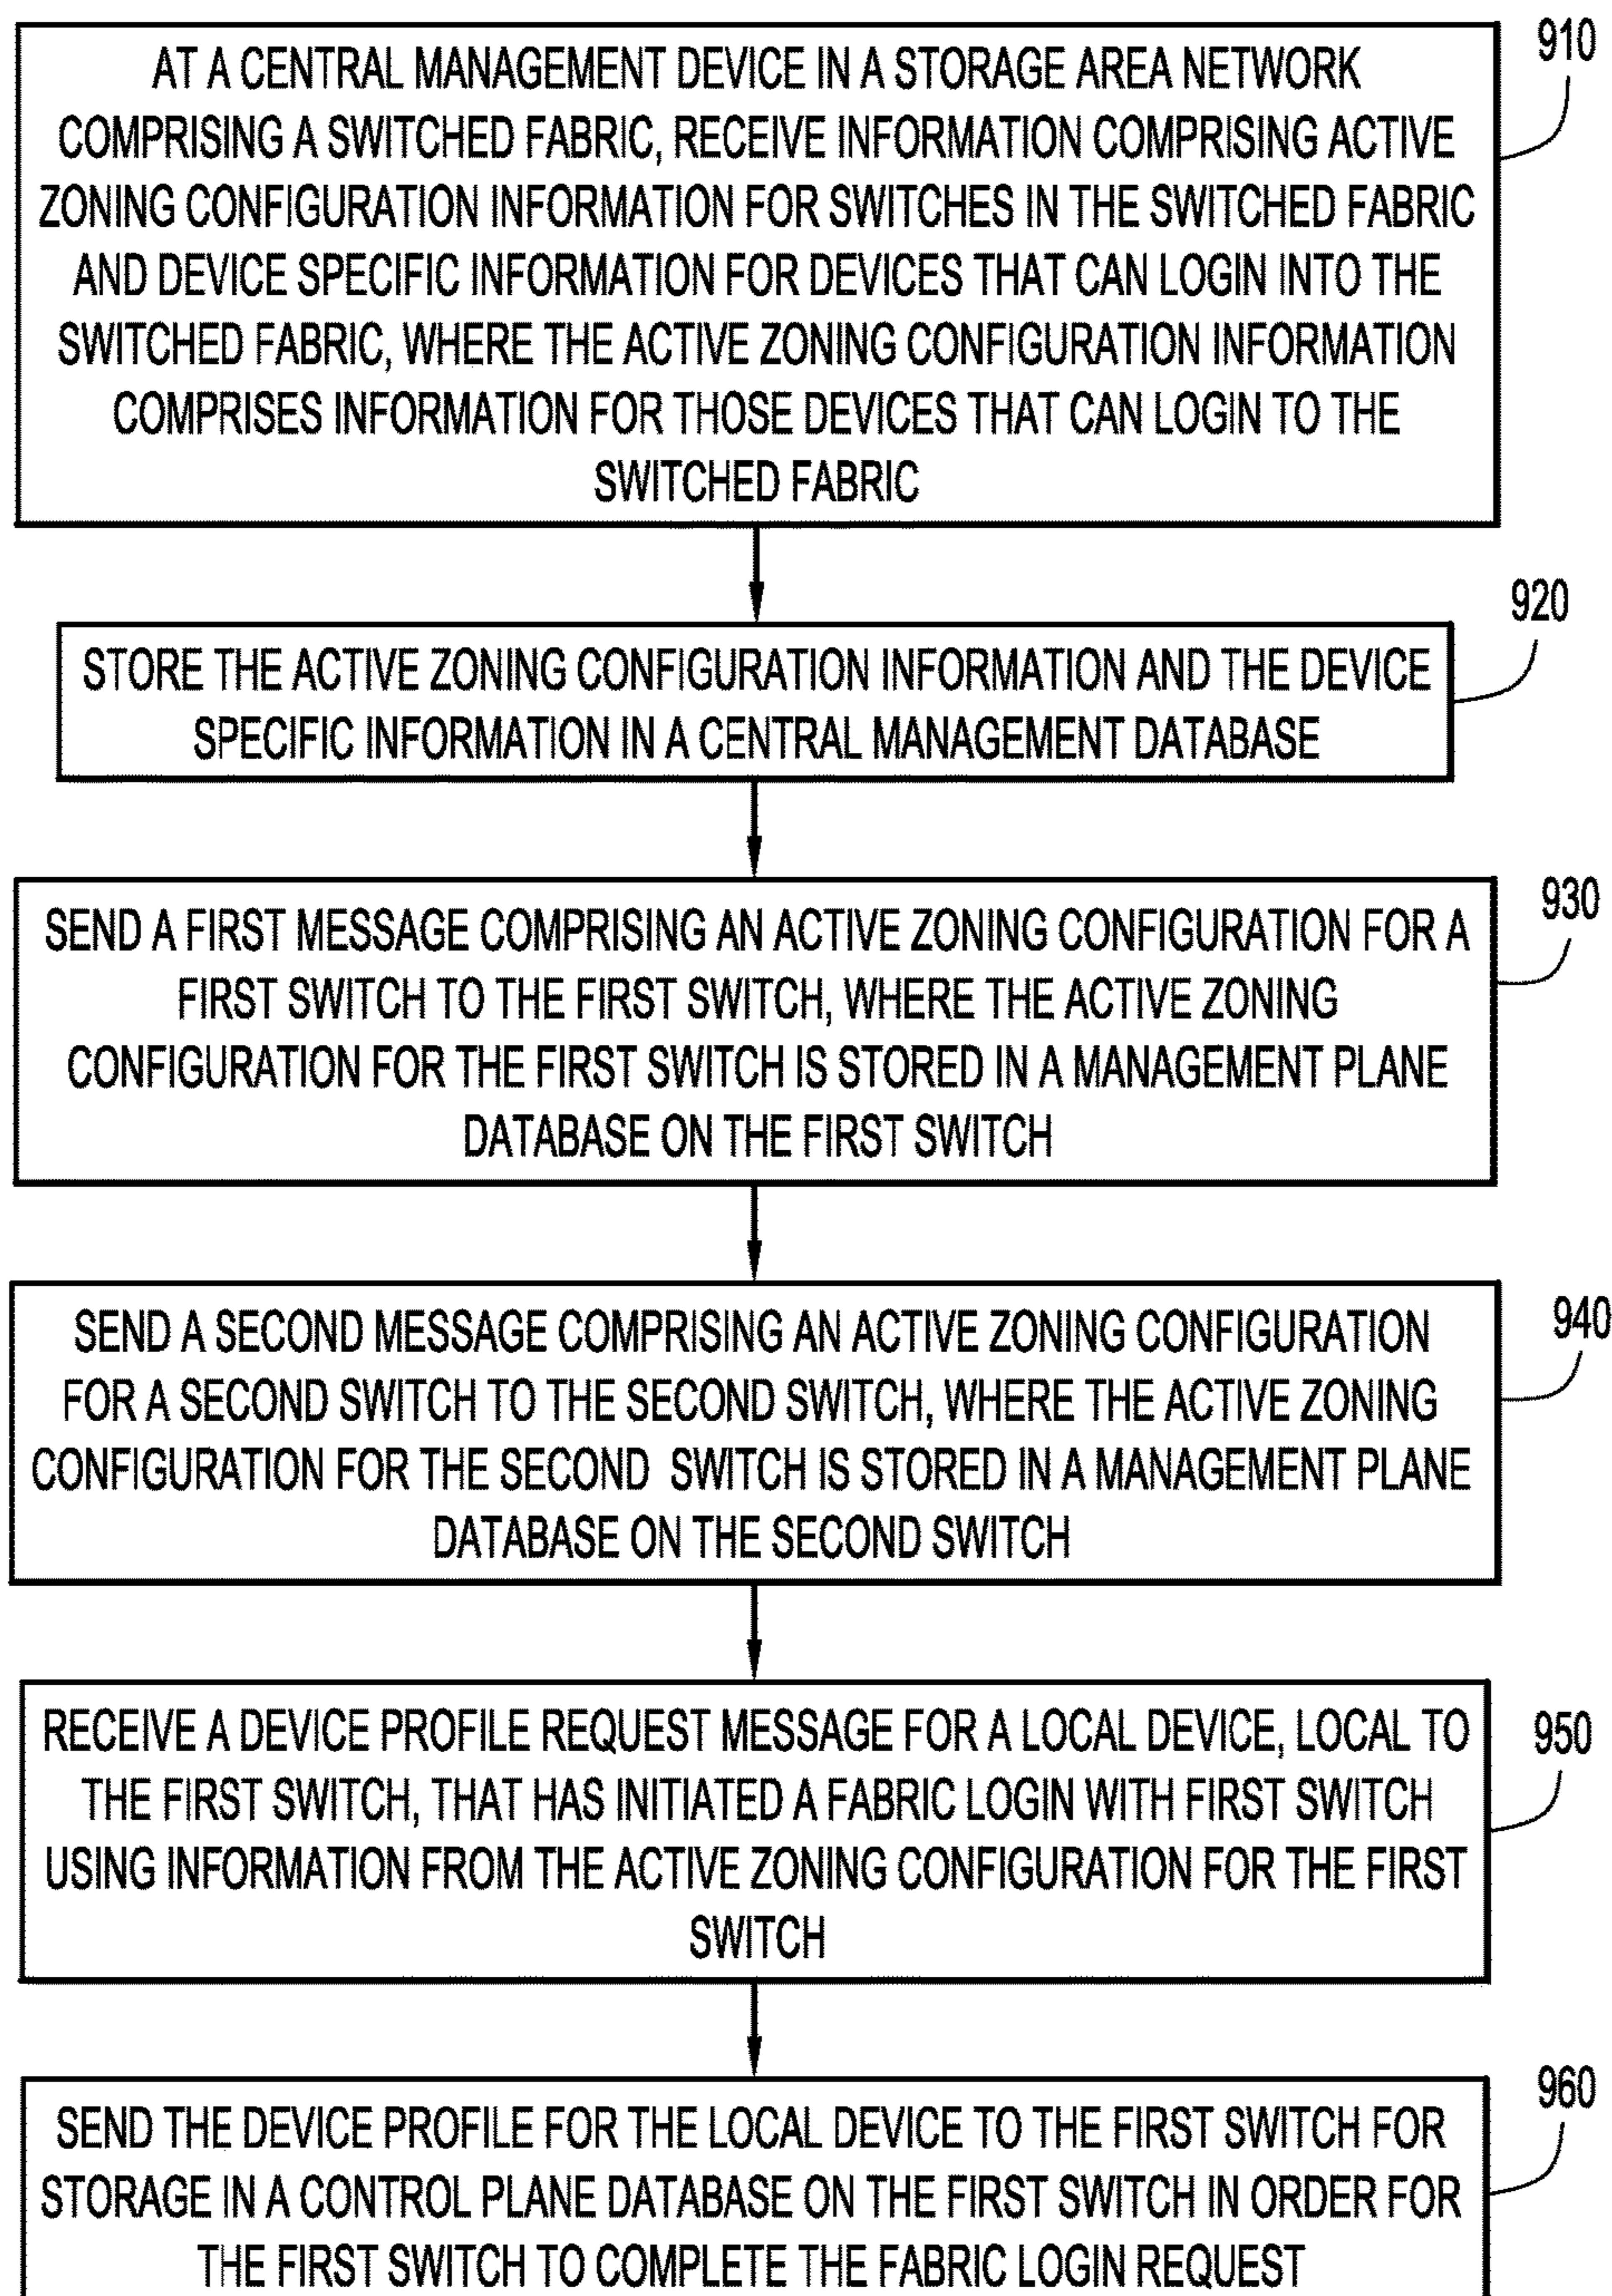 910
AT A CENTRAL MANAGEMENT DEVICE IN A STORAGE AREA NETWORK
COMPRISING A SWITCHED FABRIC, RECEIVE INFORMATION COMPRISING ACTIVE
ZONING CONFIGURATION INFORMATION FOR SWITCHES IN THE SWITCHED FABRIC
AND DEVICE SPECIFIC INFORMATION FOR DEVICES THAT CAN LOGIN INTO THE
SWITCHED FABRIC, WHERE THE ACTIVE ZONING CONFIGURATION INFORMATION
COMPRISES INFORMATION FOR THOSE DEVICES THAT CAN LOGIN TO THE
SWITCHED FABRIC
920
STORE THE ACTIVE ZONING CONFIGURATION INFORMATION AND THE DEVICE
SPECIFIC INFORMATION IN A CENTRAL MANAGEMENT DATABASE
930
SEND A FIRST MESSAGE COMPRISING AN ACTIVE ZONING CONFIGURATION FOR A
FIRST SWITCH TO THE FIRST SWITCH, WHERE THE ACTIVE ZONING
CONFIGURATION FOR THE FIRST SWITCH IS STORED IN A MANAGEMENT PLANE
DATABASE ON THE FIRST SWITCH
940
SEND A SECOND MESSAGE COMPRISING AN ACTIVE ZONING CONFIGURATION
FOR A SECOND SWITCH TO THE SECOND SWITCH, WHERE THE ACTIVE ZONING
CONFIGURATION FOR THE SECOND SWITCH IS STORED IN A MANAGEMENT PLANE
DATABASE ON THE SECOND SWITCH
950
RECEIVE A DEVICE PROFILE REQUEST MESSAGE FOR A LOCAL DEVICE, LOCAL TO
THE FIRST SWITCH, THAT HAS INITIATED A FABRIC LOGIN WITH FIRST SWITCH
USING INFORMATION FROM THE ACTIVE ZONING CONFIGURATION FOR THE FIRST
SWITCH
960
SEND THE DEVICE PROFILE FOR THE LOCAL DEVICE TO THE FIRST SWITCH FOR
STORAGE IN A CONTROL PLANE DATABASE ON THE FIRST SWITCH IN ORDER FOR
THE FIRST SWITCH TO COMPLETE THE FABRIC LOGIN REQUEST